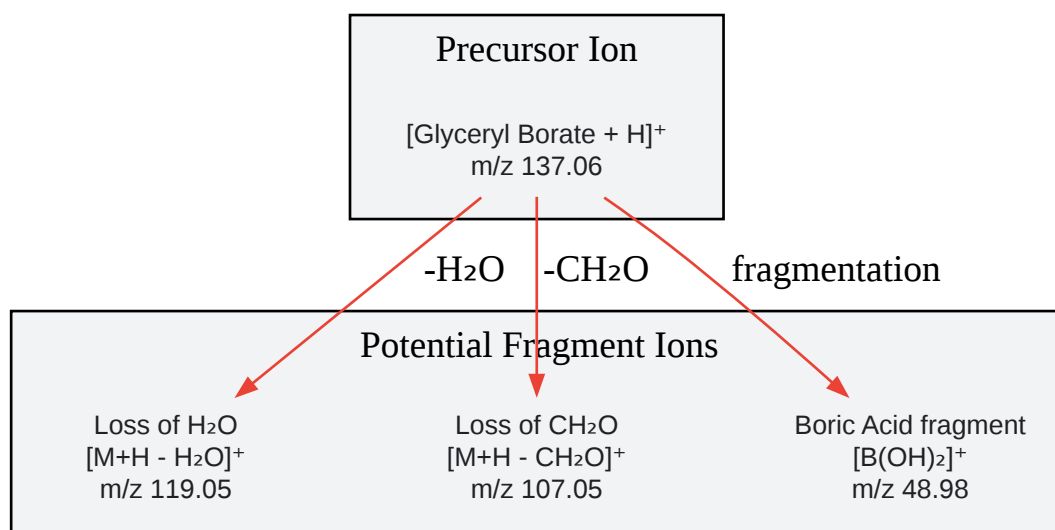 Precursor Ion
[Glyceryl Borate + H]⁺
m/z 137.06
-H₂O
-CH₂O
fragmentation
Potential Fragment Ions
Loss of H₂O
[M+H - H₂O]⁺
m/z 119.05
Loss of CH₂O
[M+H - CH₂O]⁺
m/z 107.05
Boric Acid fragment
[B(OH)₂]⁺
m/z 48.98